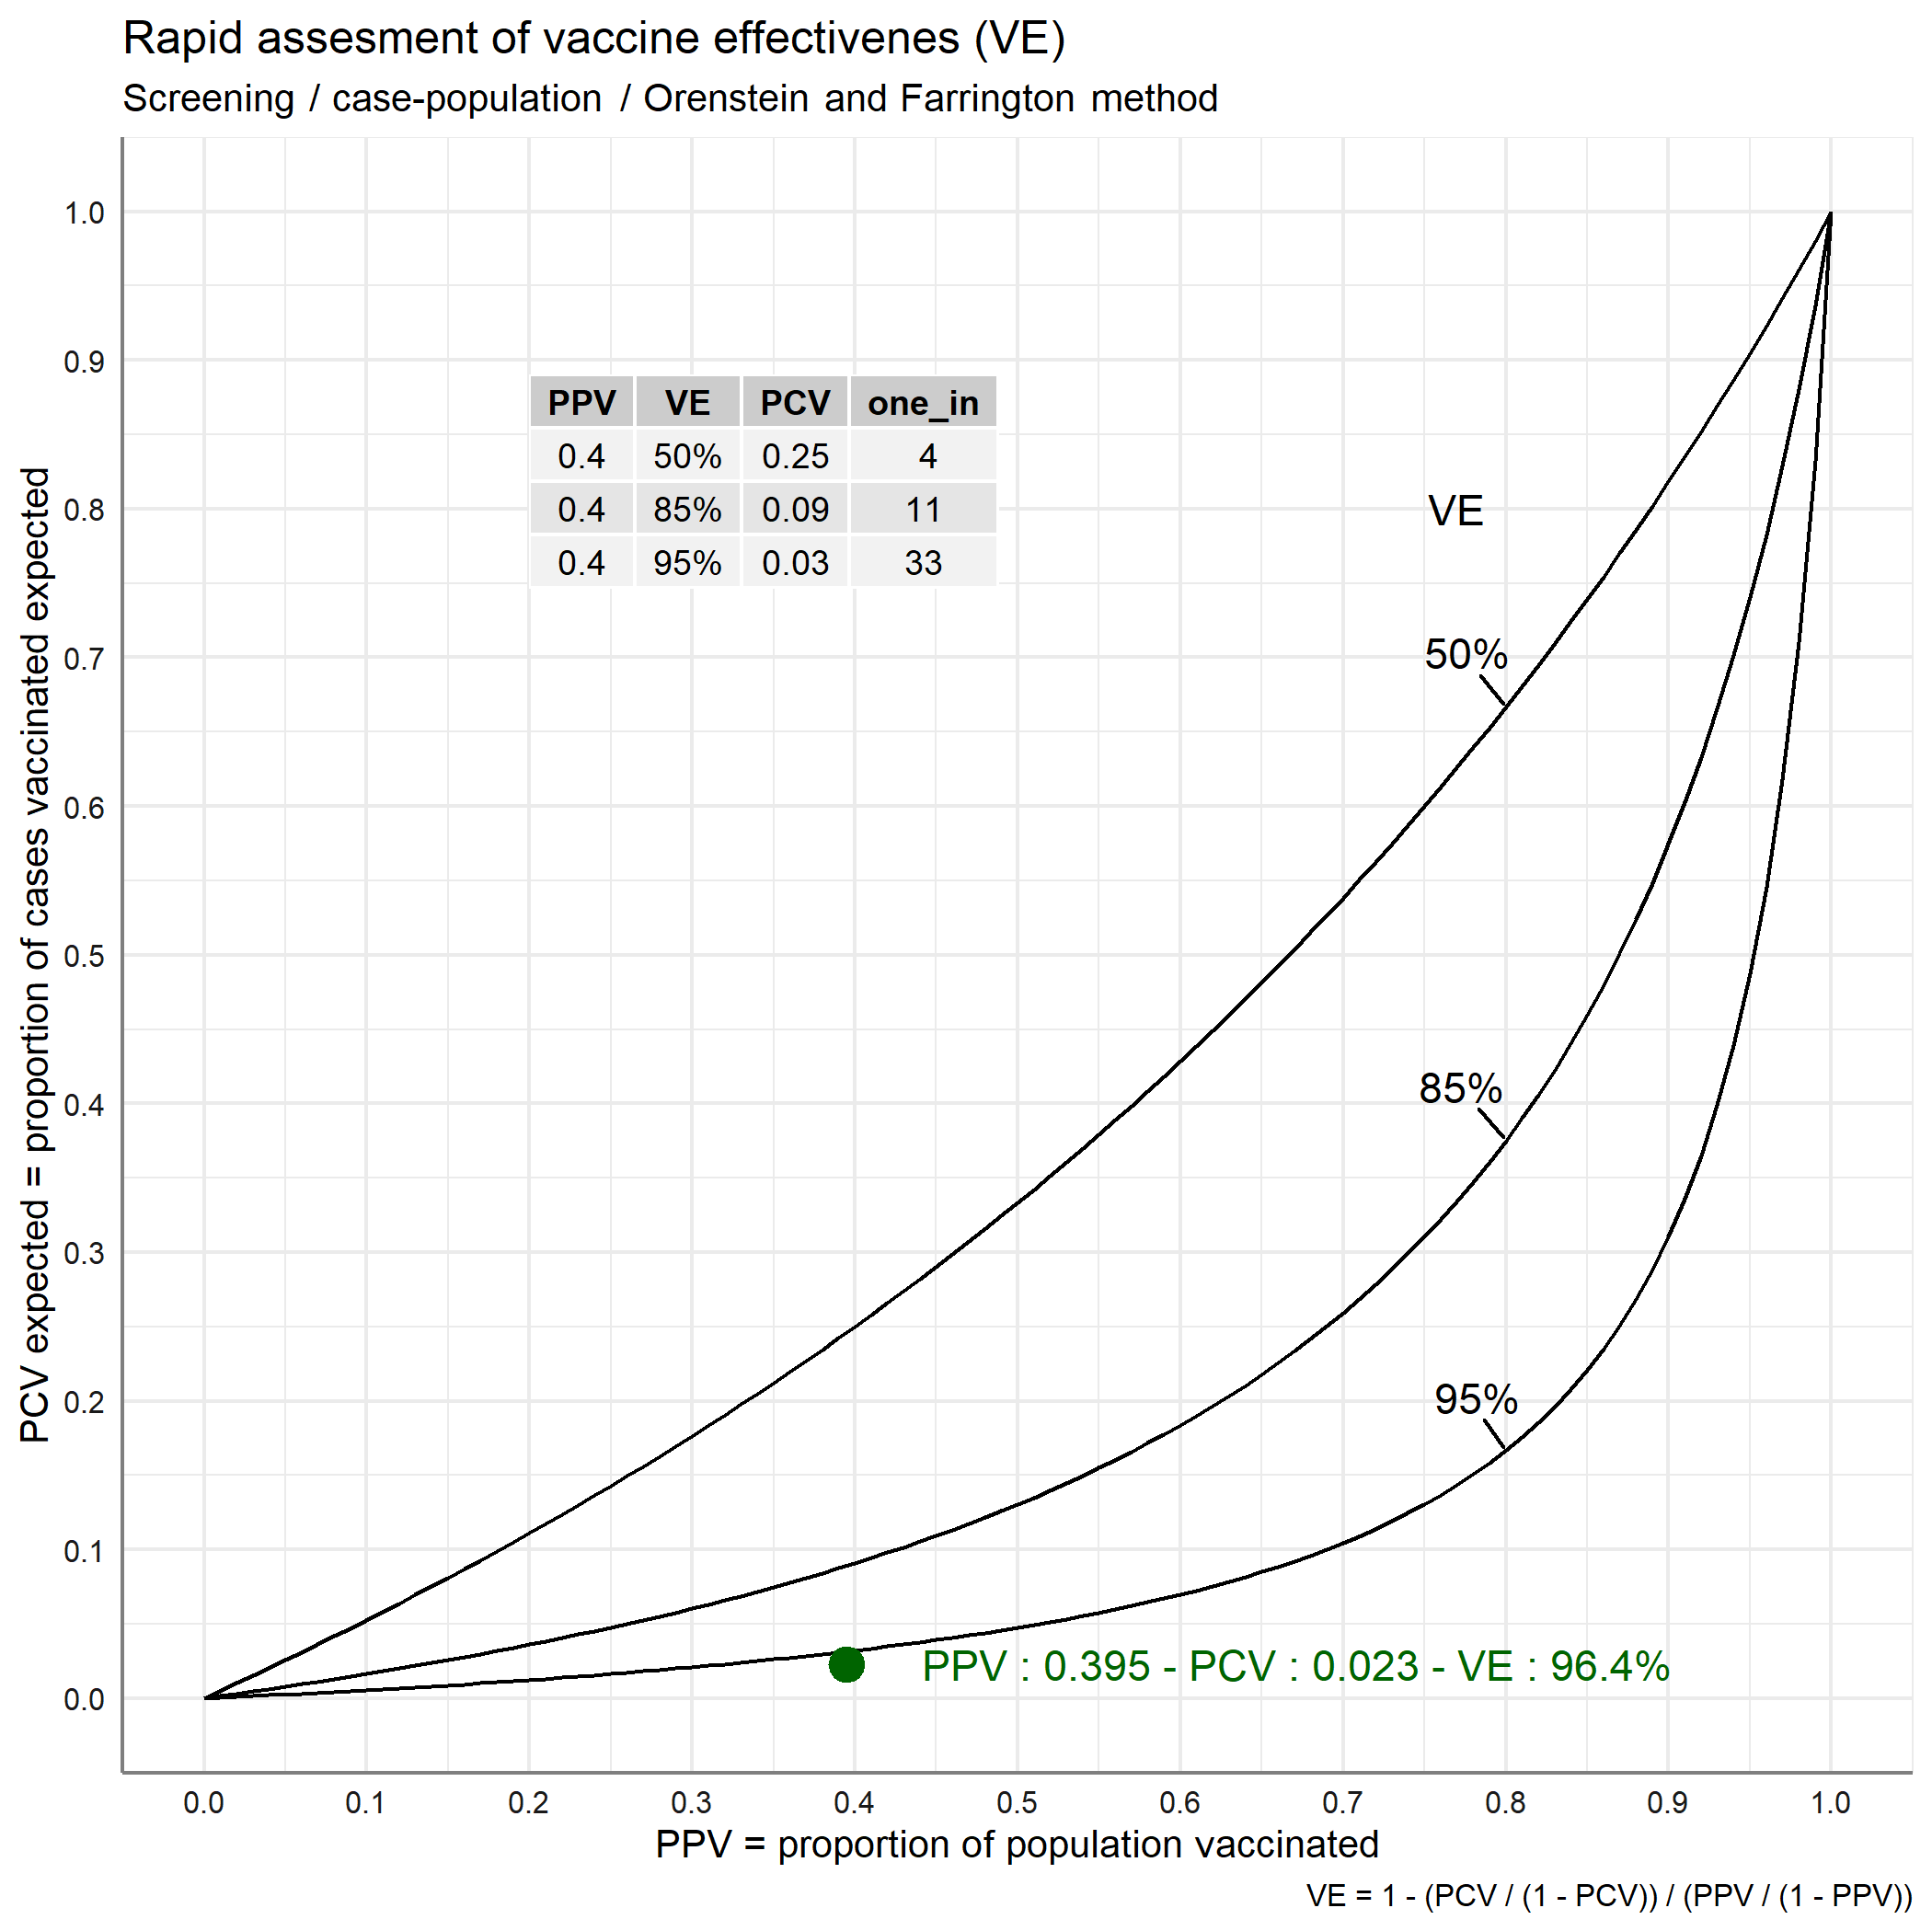 Rapid assesment of vaccine effectivenes (VE)
Screening / case-population / Orenstein and Farrington method
PCV expected = proportion of cases vaccinated expected
1.0
0.9
0.8
0.7
0.6
0.5
0.4
0.3
0.2
0.1
0.0
PPV VE PCV one_in
0.4 50% 0.25 4
0.4 85% 0.09 11
0.4 95% 0.03 33
VE
50%
85%
95%
PPV : 0.395 - PCV : 0.023 - VE : 96.4%
0.0 0.1 0.2 0.3 0.4 0.5 0.6 0.7 0.8 0.9 1.0
PPV = proportion of population vaccinated
VE = 1 - (PCV / (1 - PCV)) / (PPV / (1 - PPV))